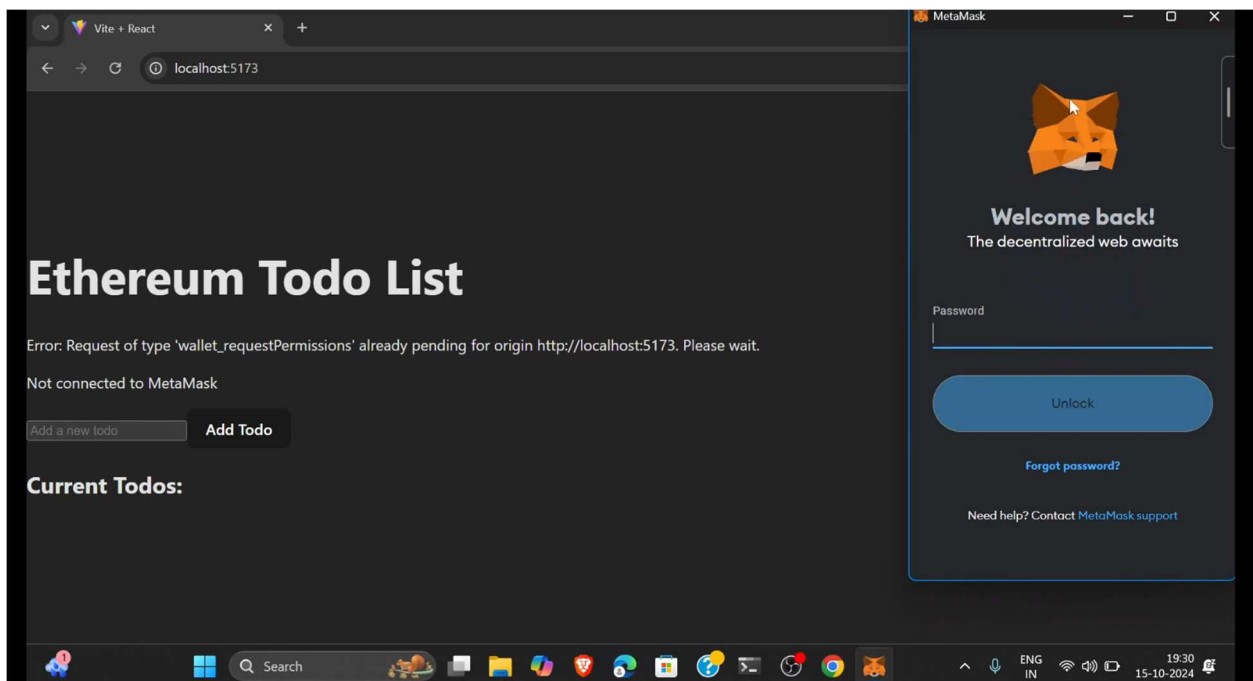 Vite + React
localhost:5173
MetaMask
Welcome back!
The decentralized web awaits
Password
Unlock
Forgot password?
Need help? Contact MetaMask support
Ethereum Todo List
Error: Request of type 'wallet_requestPermissions' already pending for origin http://localhost:5173. Please wait.
Not connected to MetaMask
Add a new todo
Add Todo
Current Todos:
1
Search
ENG
IN
19:30
15-10-2024